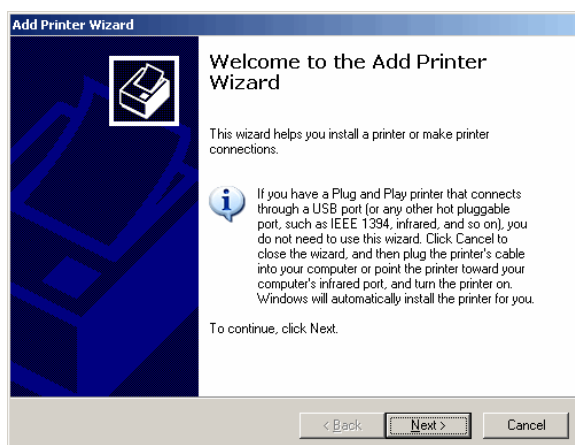 Add Printer Wizard
Welcome to the Add Printer
Wizard
This wizard helps you install a printer or make printer
connections.
If you have a Plug and Play printer that connects
through a USB port (or any other hot pluggable
port, such as IEEE 1394, infrared, and so on), you
do not need to use this wizard. Click Cancel to
close the wizard, and then plug the printer's cable
into your computer or point the printer toward your
computer's infrared port, and turn the printer on.
Windows will automatically install the printer for you.
To continue, click Next.
< Back Next > Cancel